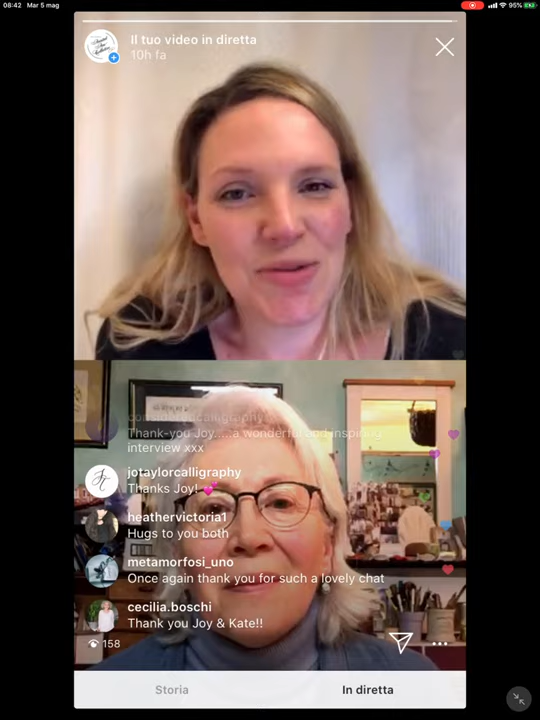 08:42 Mar 5 mag
95%
Il tuo video in diretta
10h fa
Thank-you Joy.....a wonderful and inspiring
interview xxx
jotaylorcalligraphy
Thanks Joy! 💕
heathervictoria1
Hugs to you both
metamorfosi_uno
Once again thank you for such a lovely chat
cecilia.boschi
Thank you Joy & Kate!!
158
Storia In diretta